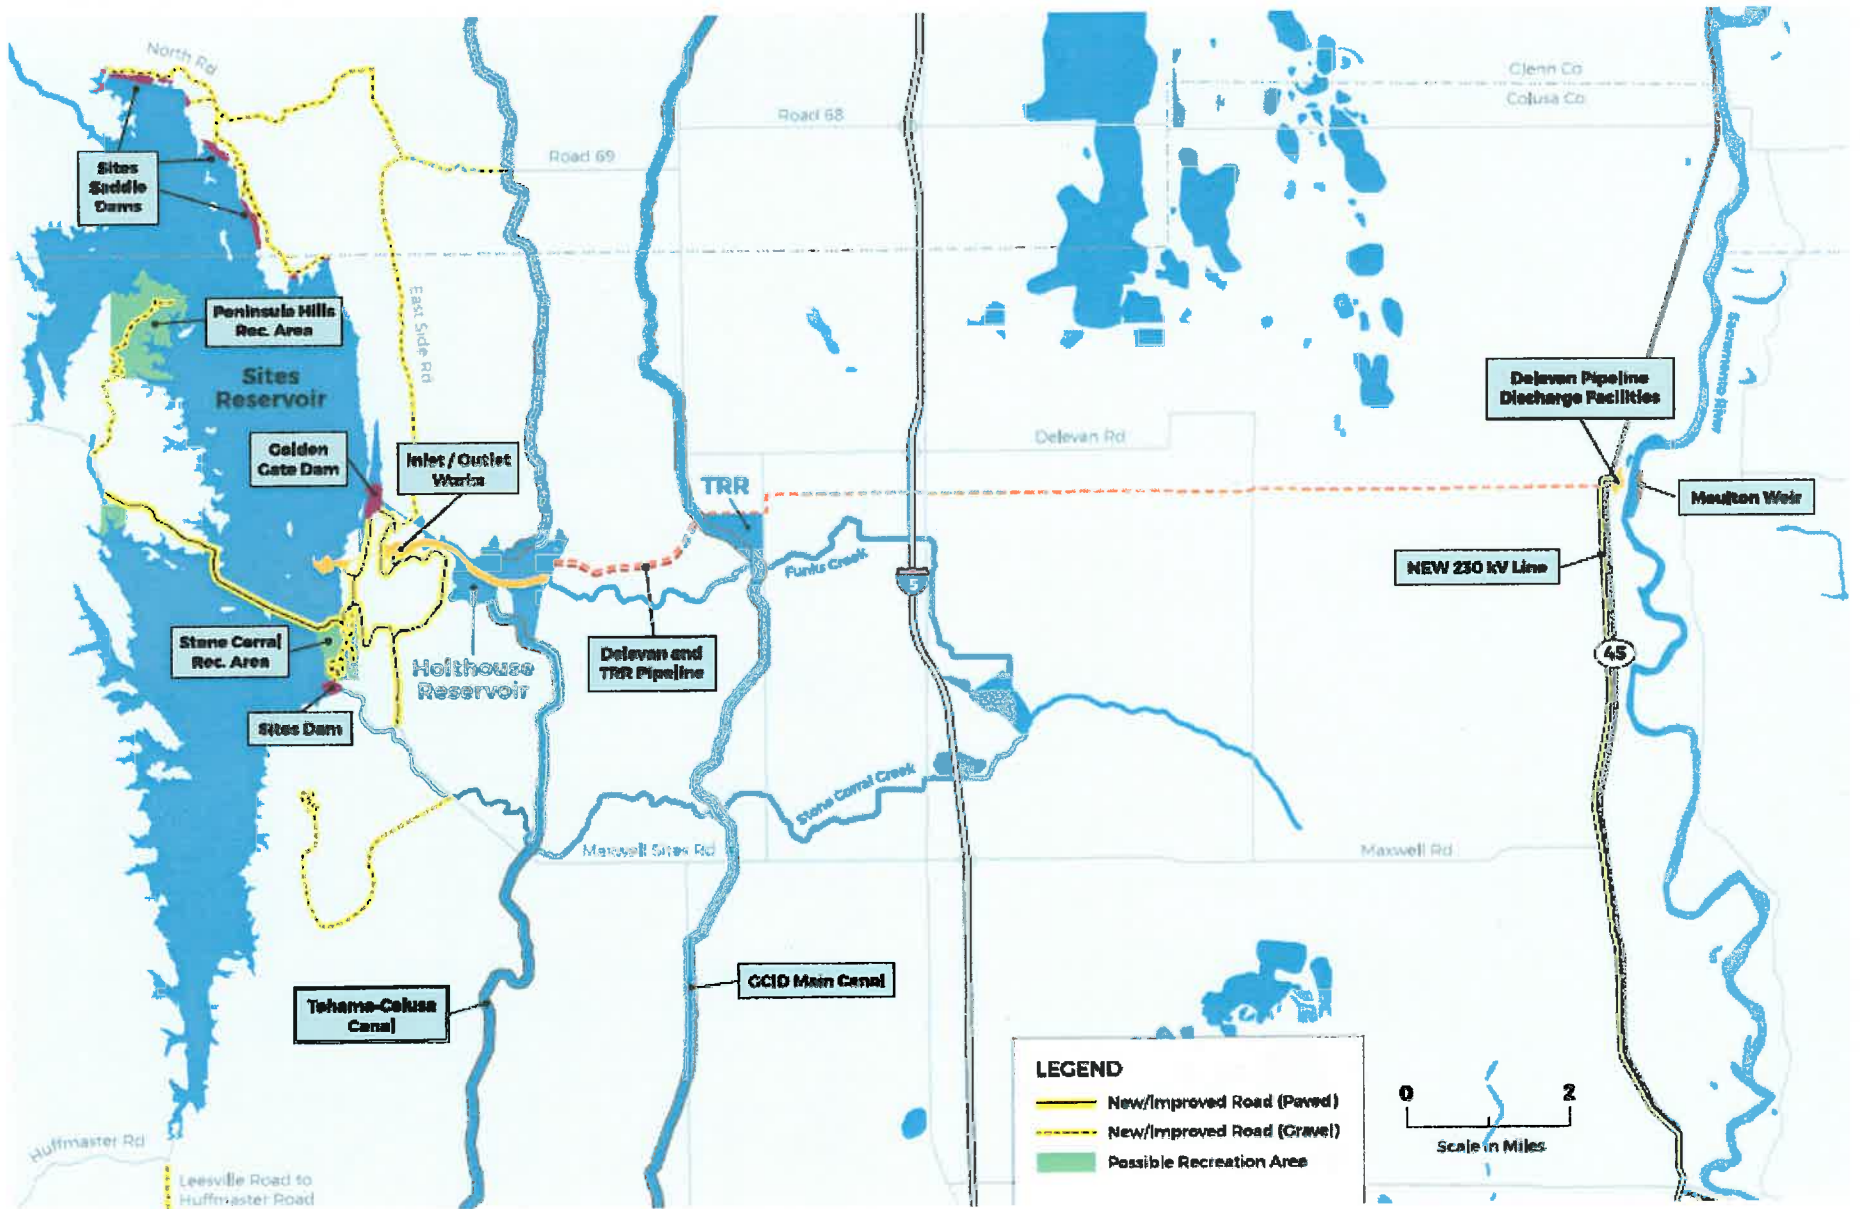 North Rd
Glenn Co
Colusa Co
Road 68
Road 69
Sites
Saddle
Dams
East Side Rd
Peninsula Hills
Rec. Area
Sites
Reservoir
Sacramento River
Delevan Pipeline
Discharge Facilities
Delevan Rd
Golden
Gate Dam
Inlet / Outlet
Works
TRR
Moulton Weir
Funks Creek
5
NEW 230 kV Line
Stone Corral
Rec. Area
Holthouse
Reservoir
Delevan and
TRR Pipeline
45
Sites Dam
Stone Corral Creek
Maxwell Sites Rd
Maxwell Rd
Tehama-Colusa
Canal
GCID Main Canal
LEGEND
New/Improved Road (Paved)
New/Improved Road (Gravel)
Possible Recreation Area
0 2
Scale in Miles
Huffmaster Rd
Leesville Road to
Huffmaster Road